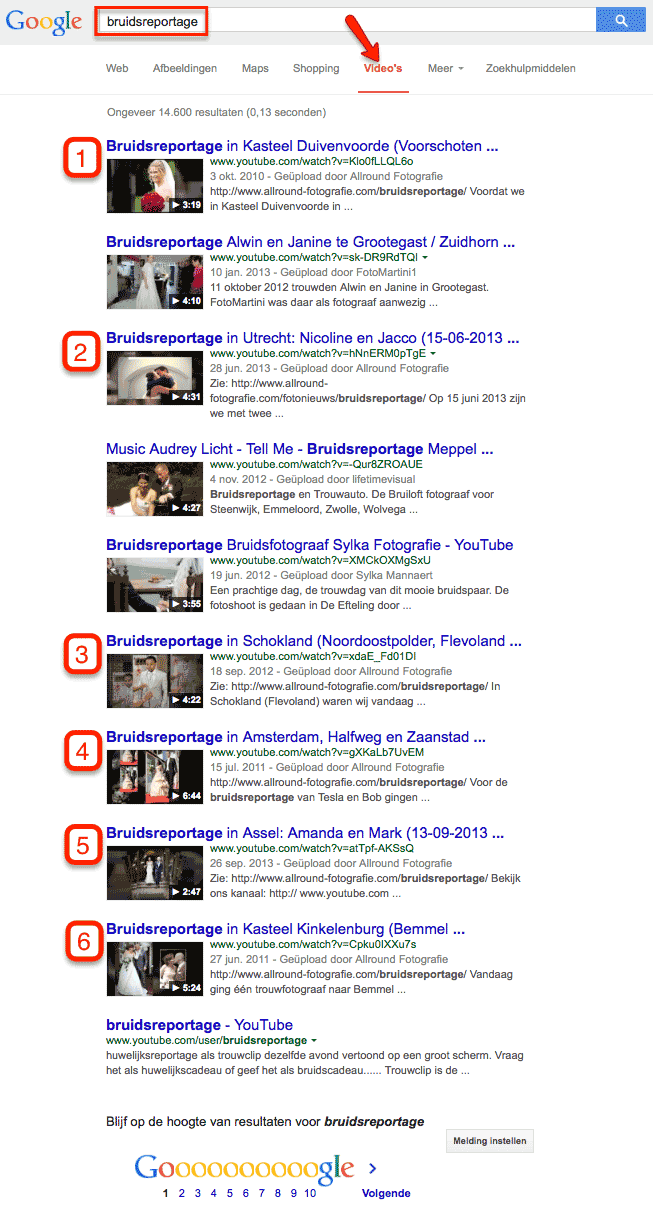 Google bruidsreportage
Web Afbeeldingen Maps Shopping Video's Meer Zoekhulpmiddelen
Ongeveer 14.600 resultaten (0,13 seconden)
1
Bruidsreportage in Kasteel Duivenvoorde (Voorschoten ...
www.youtube.com/watch?v=Klo0fLLQL6o
3 okt. 2010 - Geüpload door Allround Fotografie
http://www.allround-fotografie.com/bruidsreportage/ Voordat we
in Kasteel Duivenvoorde in ...
3:19
Bruidsreportage Alwin en Janine te Grootegast / Zuidhorn ...
www.youtube.com/watch?v=sk-DR9RdTQI
10 jan. 2013 - Geüpload door FotoMartini1
11 oktober 2012 trouwden Alwin en Janine in Grootegast.
FotoMartini was daar als fotograaf aanwezig ...
4:10
2
Bruidsreportage in Utrecht: Nicoline en Jacco (15-06-2013 ...
www.youtube.com/watch?v=hNnERM0pTgE
28 jun. 2013 - Geüpload door Allround Fotografie
Zie: http://www.allround-
fotografie.com/fotonieuws/bruidsreportage/ Op 15 juni 2013 zijn
we met twee ...
4:31
Music Audrey Licht - Tell Me - Bruidsreportage Meppel ...
www.youtube.com/watch?v=-Qur8ZROAUE
4 nov. 2012 - Geüpload door lifetimevisual
Bruidsreportage en Trouwauto. De Bruiloft fotograaf voor
Steenwijk, Emmeloord, Zwolle, Wolvega ...
4:27
Bruidsreportage Bruidsfotograaf Sylka Fotografie - YouTube
www.youtube.com/watch?v=XMCkOXMgSxU
19 jun. 2012 - Geüpload door Sylka Mannaert
Een prachtige dag, de trouwdag van dit mooie bruidspaar. De
fotoshoot is gedaan in De Efteling door ...
3:55
3
Bruidsreportage in Schokland (Noordoostpolder, Flevoland ...
www.youtube.com/watch?v=xdaE_Fd01DI
18 sep. 2012 - Geüpload door Allround Fotografie
Zie: http://www.allround-fotografie.com/bruidsreportage/ In
Schokland (Flevoland) waren wij vandaag ...
4:22
4
Bruidsreportage in Amsterdam, Halfweg en Zaanstad ...
www.youtube.com/watch?v=gXKaLb7UvEM
15 jul. 2011 - Geüpload door Allround Fotografie
http://www.allround-fotografie.com/bruidsreportage/ Voor de
bruidsreportage van Tesla en Bob gingen ...
6:44
5
Bruidsreportage in Assel: Amanda en Mark (13-09-2013 ...
www.youtube.com/watch?v=atTpf-AKSsQ
26 sep. 2013 - Geüpload door Allround Fotografie
Zie: http://www.allround-fotografie.com/bruidsreportage/ Bekijk
ons kanaal: http:// www.youtube.com ...
2:47
6
Bruidsreportage in Kasteel Kinkelenburg (Bemmel ...
www.youtube.com/watch?v=Cpku0lXXu7s
27 jun. 2011 - Geüpload door Allround Fotografie
http://www.allround-fotografie.com/bruidsreportage/ Vandaag
ging één trouwfotograaf naar Bemmel ...
5:24
bruidsreportage - YouTube
www.youtube.com/user/bruidsreportage
huwelijksreportage als trouwclip dezelfde avond vertoond op een groot scherm. Vraag
het als huwelijkscadeau of geef het als bruidscadeau...... Trouwclip is de ...
Blijf op de hoogte van resultaten voor bruidsreportage
Melding instellen
Goooooooooogle >
1 2 3 4 5 6 7 8 9 10 Volgende